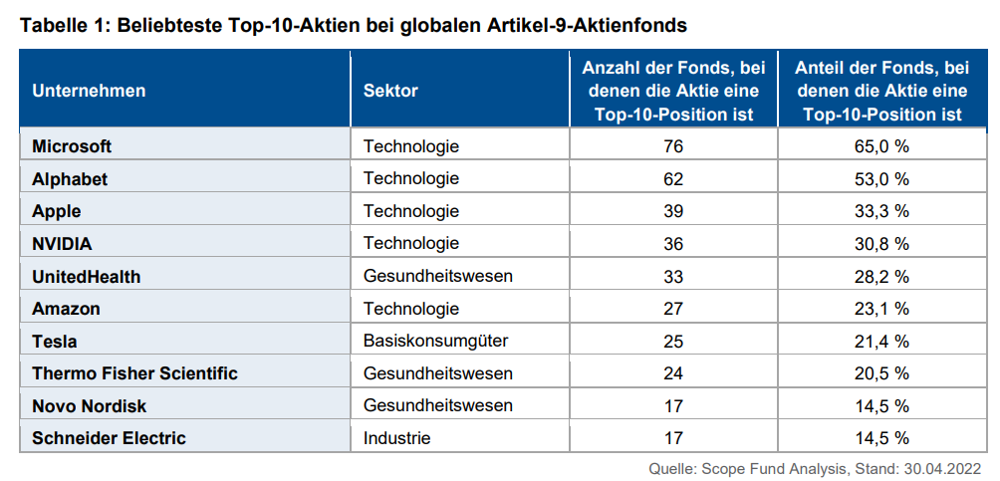 Tabelle 1: Beliebteste Top-10-Aktien bei globalen Artikel-9-Aktienfonds
Unternehmen Sektor Anzahl der Fonds, bei denen die Aktie eine Top-10-Position ist Anteil der Fonds, bei denen die Aktie eine Top-10-Position ist
Microsoft Technologie 76 65,0 %
Alphabet Technologie 62 53,0 %
Apple Technologie 39 33,3 %
NVIDIA Technologie 36 30,8 %
UnitedHealth Gesundheitswesen 33 28,2 %
Amazon Technologie 27 23,1 %
Tesla Basiskonsumgüter 25 21,4 %
Thermo Fisher Scientific Gesundheitswesen 24 20,5 %
Novo Nordisk Gesundheitswesen 17 14,5 %
Schneider Electric Industrie 17 14,5 %
Quelle: Scope Fund Analysis, Stand: 30.04.2022